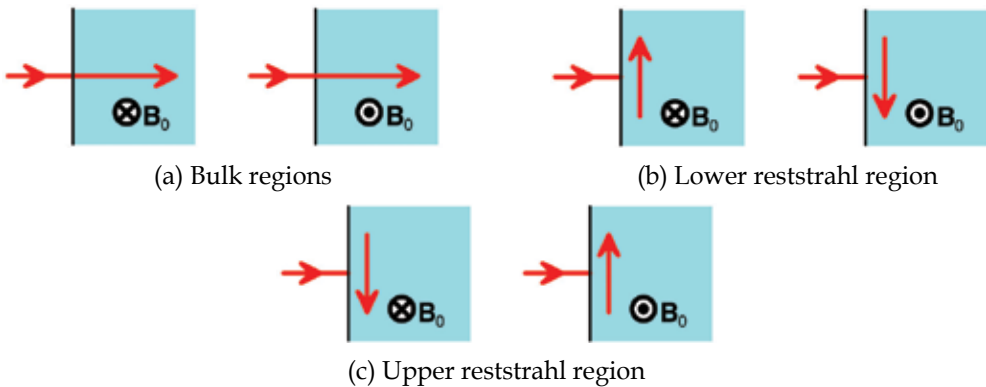 B₀ B₀ B₀ B₀
(a) Bulk regions
(b) Lower reststrahl region
B₀ B₀
(c) Upper reststrahl region